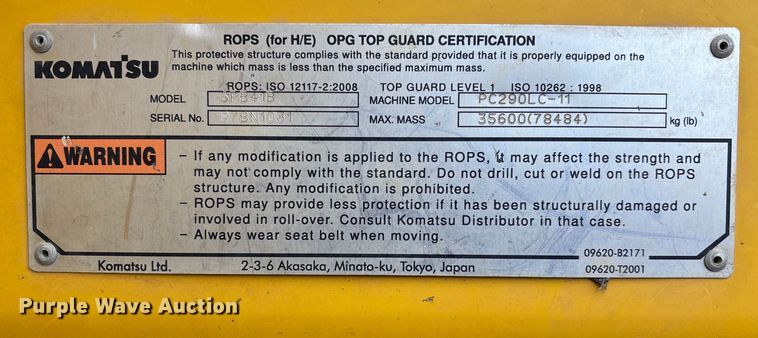 ROPS (for H/E) OPG TOP GUARD CERTIFICATION
KOMATSU
This protective structure complies with the standard provided that it is properly equipped on the
machine which mass is less than the specified maximum mass.
ROPS: ISO 12117-2:2008 TOP GUARD LEVEL 1 ISO 10262 : 1998
MODEL MACHINE MODEL PC290LC-11
SERIAL No. MAX. MASS 35600(78484) kg (lb)
WARNING
- If any modification is applied to the ROPS, it may affect the strength and
may not comply with the standard. Do not drill, cut or weld on the ROPS
structure. Any modification is prohibited.
- ROPS may provide less protection if it has been structurally damaged or
involved in roll-over. Consult Komatsu Distributor in that case.
- Always wear seat belt when moving.
09620-B2171
Komatsu Ltd. 2-3-6 Akasaka, Minato-ku, Tokyo, Japan 09620-T2001
Purple Wave Auction